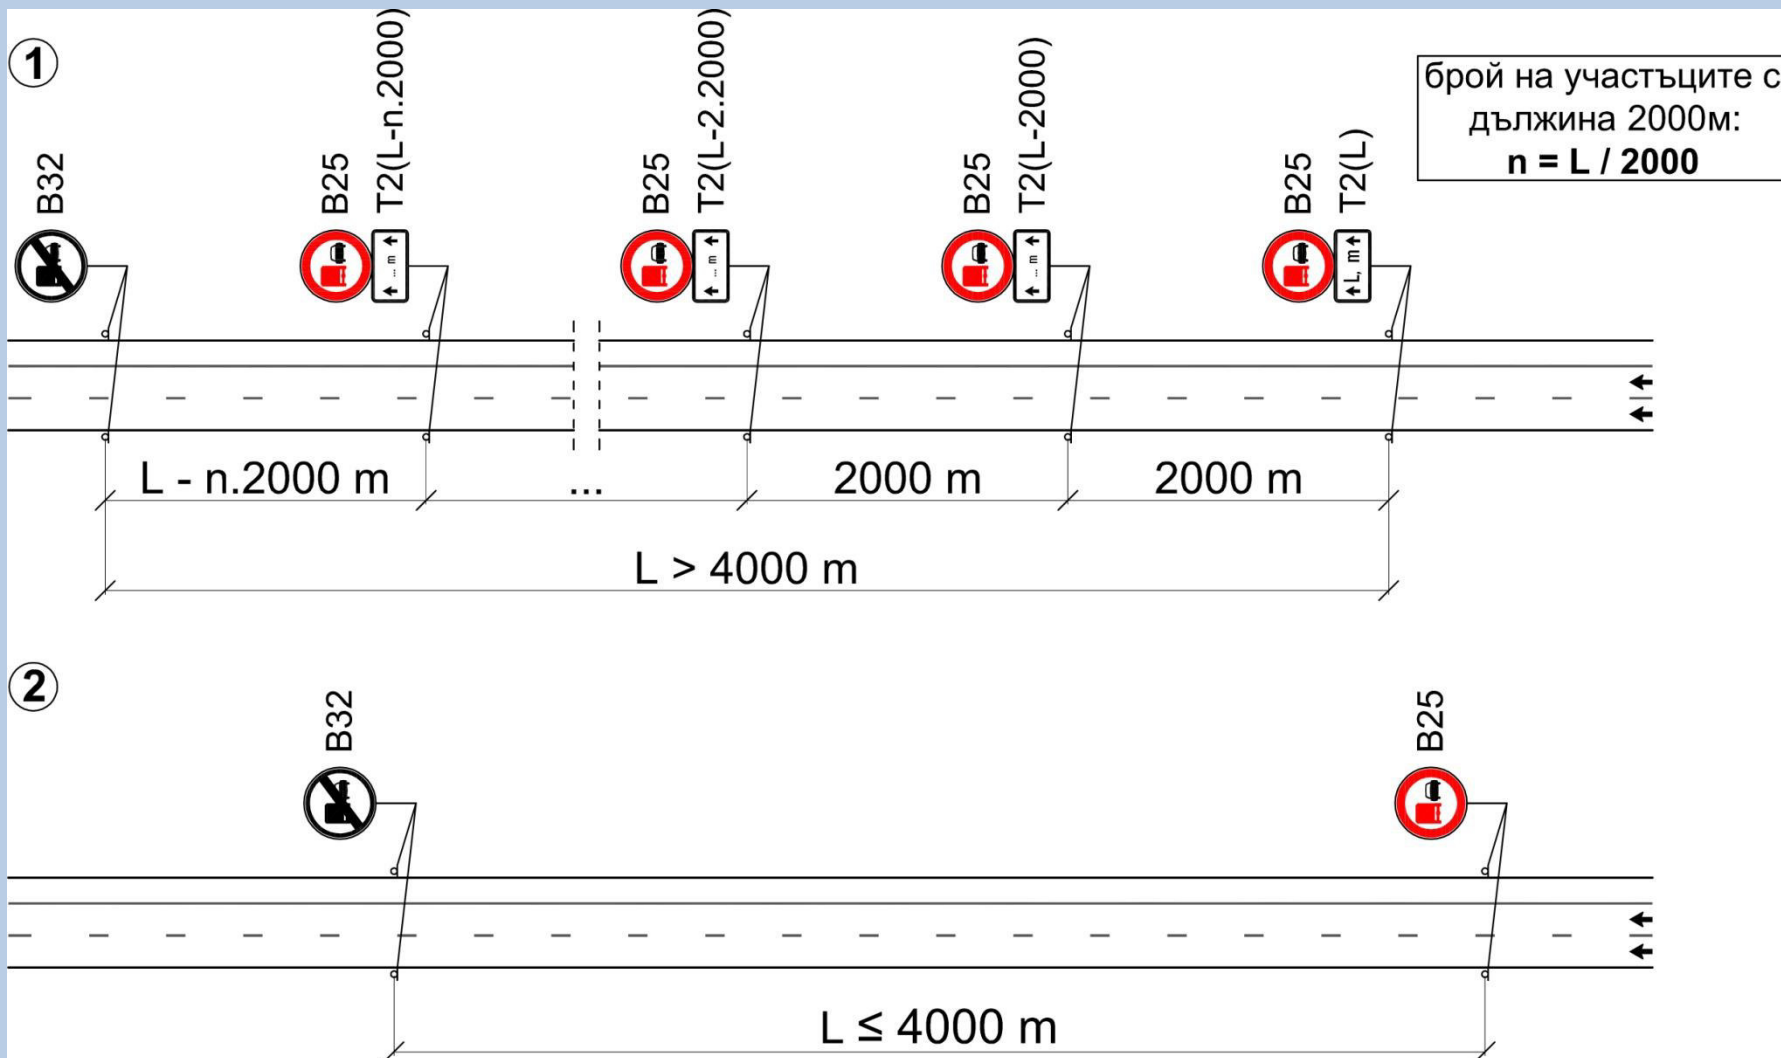 1
B32
B25
T2(L-n.2000)
B25
T2(L-2.2000)
B25
T2(L-2000)
B25
T2(L)
брой на участъците с
дължина 2000м:
n = L / 2000
... m
... m
... m
L, m
L - n.2000 m
...
2000 m
2000 m
L > 4000 m
2
B32
B25
L ≤ 4000 m